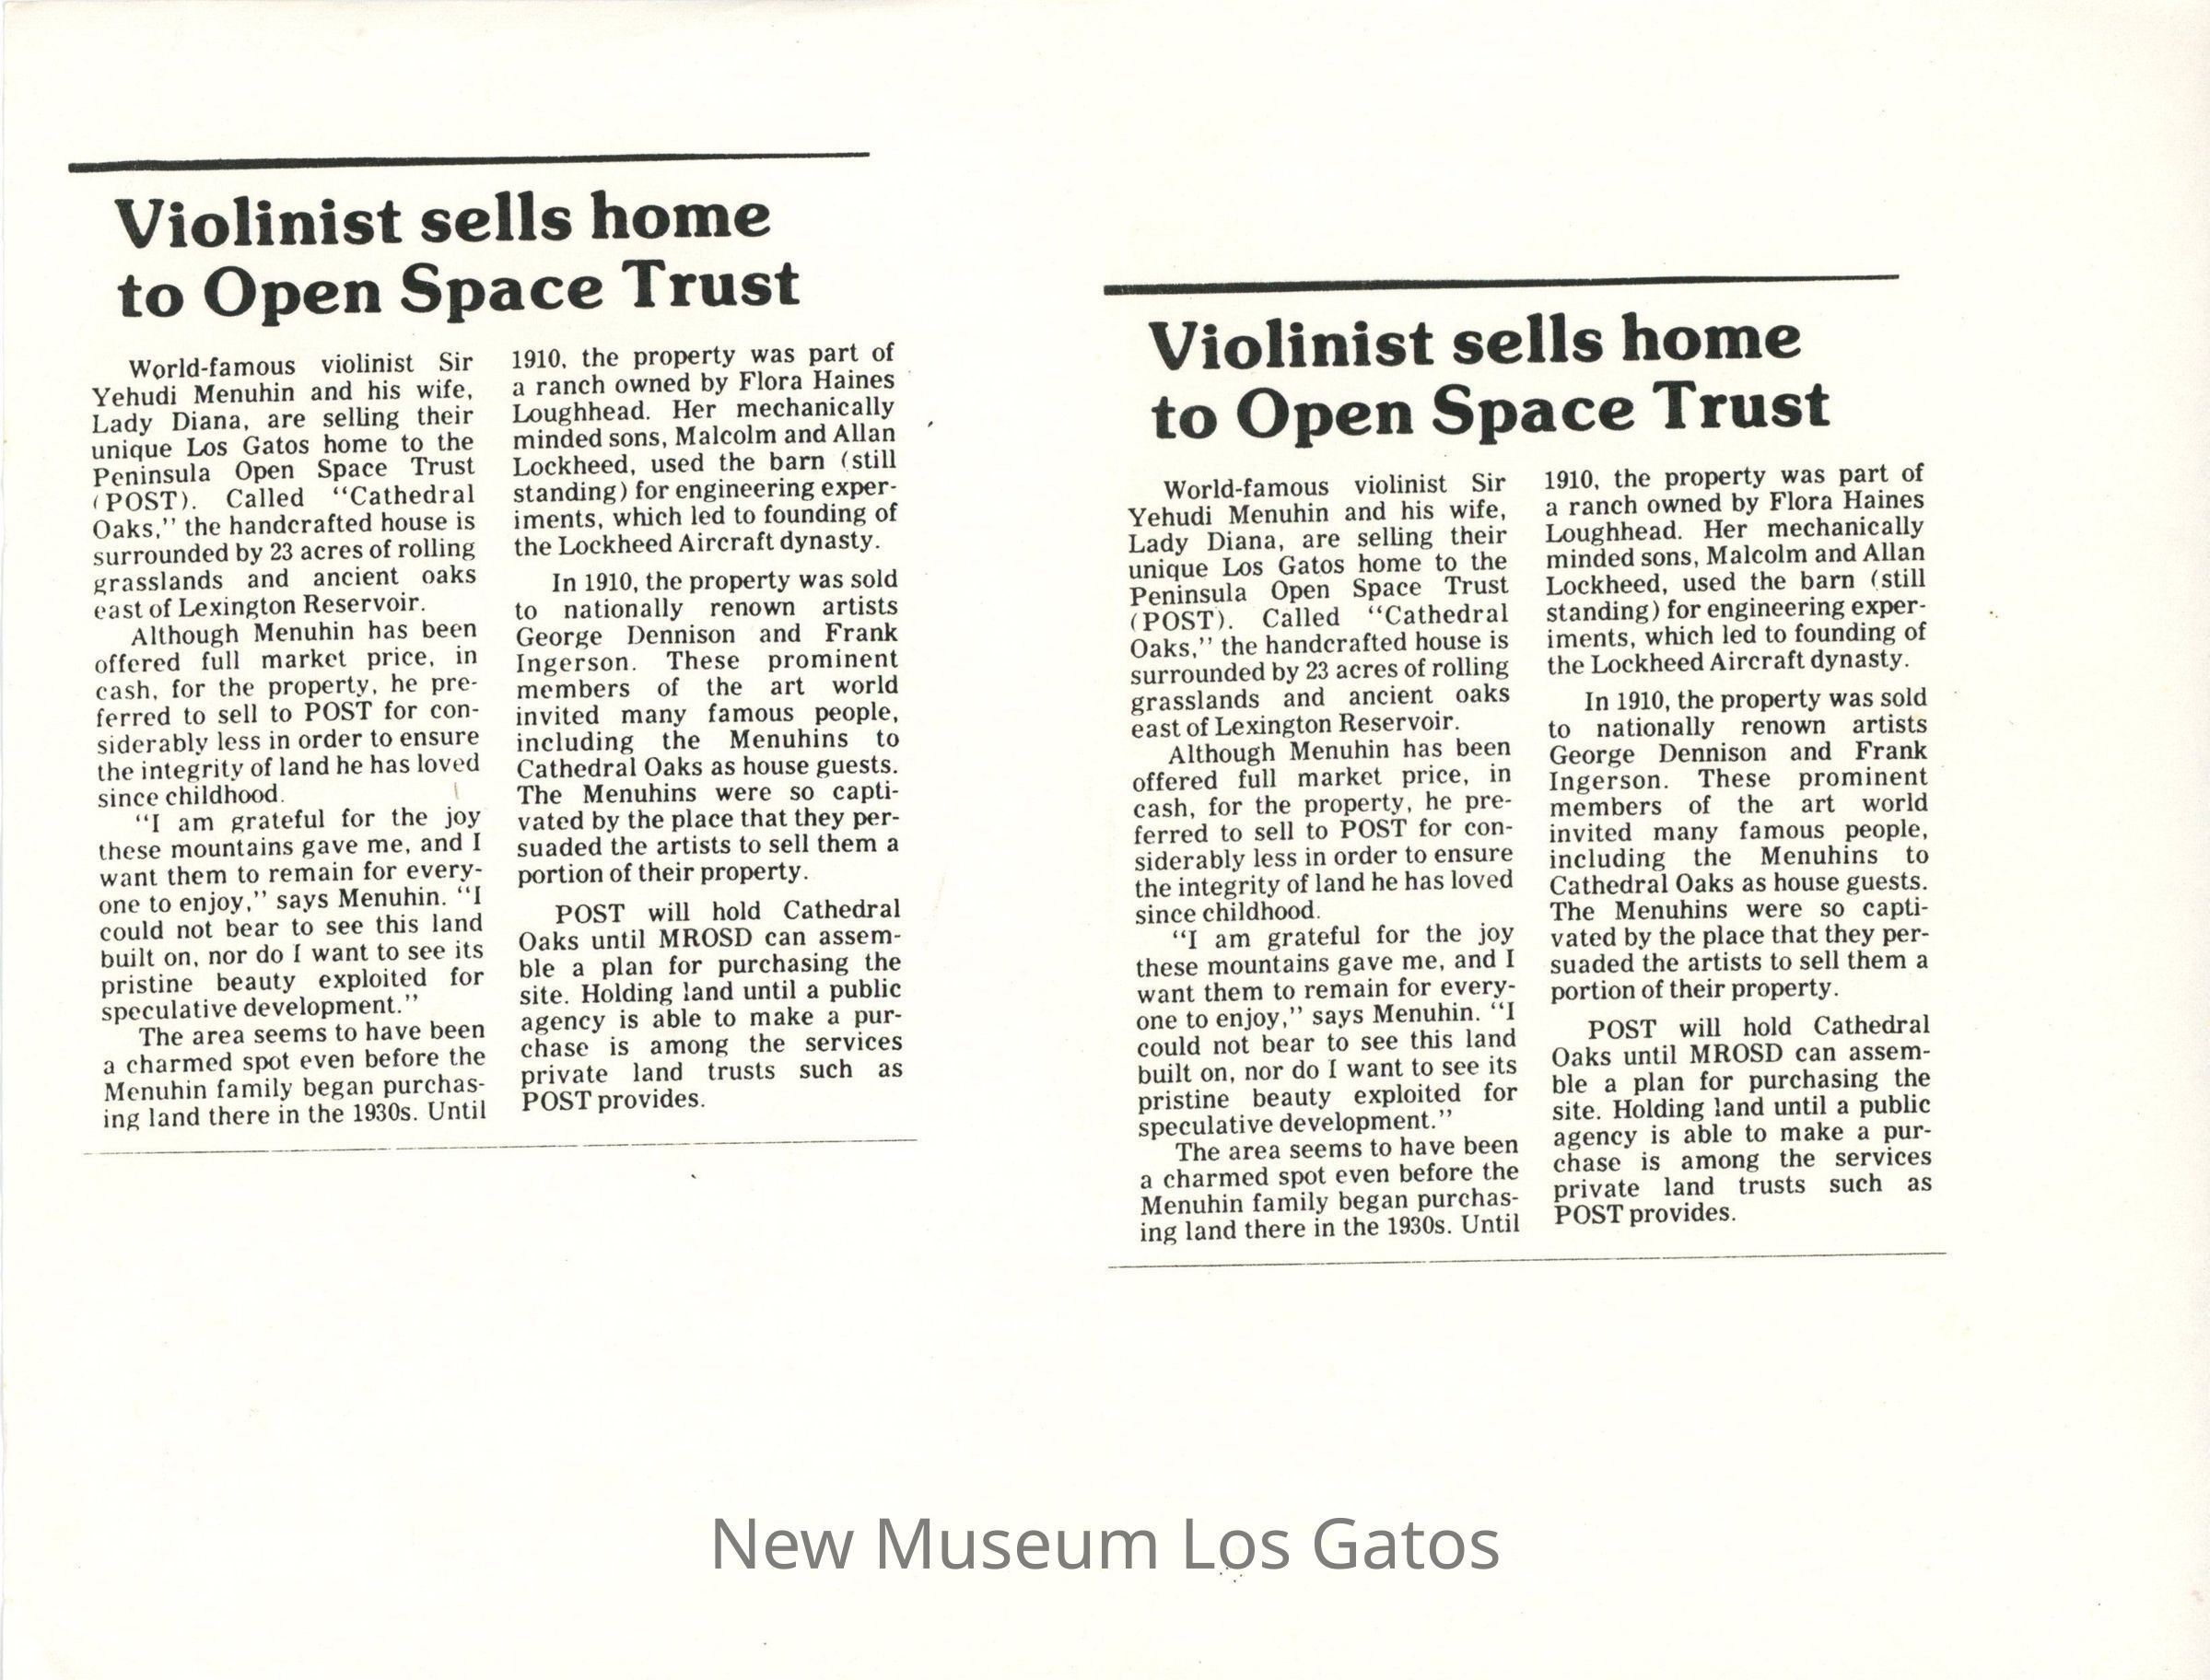 Violinist sells home
to Open Space Trust
World-famous violinist Sir
Yehudi Menuhin and his wife,
Lady Diana, are selling their
unique Los Gatos home to the
Peninsula Open Space Trust
(POST). Called “Cathedral
Oaks,” the handcrafted house is
surrounded by 23 acres of rolling
grasslands and ancient oaks
east of Lexington Reservoir.
Although Menuhin has been
offered full market price, in
cash, for the property, he pre-
ferred to sell to POST for con-
siderably less in order to ensure
the integrity of land he has loved
since childhood.
“I am grateful for the joy
these mountains gave me, and I
want them to remain for every-
one to enjoy,” says Menuhin. “I
could not bear to see this land
built on, nor do I want to see its
pristine beauty exploited for
speculative development.”
The area seems to have been
a charmed spot even before the
Menuhin family began purchas-
ing land there in the 1930s. Until
1910, the property was part of
a ranch owned by Flora Haines
Loughhead. Her mechanically
minded sons, Malcolm and Allan
Lockheed, used the barn (still
standing) for engineering exper-
iments, which led to founding of
the Lockheed Aircraft dynasty.
In 1910, the property was sold
to nationally renown artists
George Dennison and Frank
Ingerson. These prominent
members of the art world
invited many famous people,
including the Menuhins to
Cathedral Oaks as house guests.
The Menuhins were so capti-
vated by the place that they per-
suaded the artists to sell them a
portion of their property.
POST will hold Cathedral
Oaks until MROSD can assem-
ble a plan for purchasing the
site. Holding land until a public
agency is able to make a pur-
chase is among the services
private land trusts such as
POST provides.
Violinist sells home
to Open Space Trust
World-famous violinist Sir
Yehudi Menuhin and his wife,
Lady Diana, are selling their
unique Los Gatos home to the
Peninsula Open Space Trust
(POST). Called “Cathedral
Oaks,” the handcrafted house is
surrounded by 23 acres of rolling
grasslands and ancient oaks
east of Lexington Reservoir.
Although Menuhin has been
offered full market price, in
cash, for the property, he pre-
ferred to sell to POST for con-
siderably less in order to ensure
the integrity of land he has loved
since childhood.
“I am grateful for the joy
these mountains gave me, and I
want them to remain for every-
one to enjoy,” says Menuhin. “I
could not bear to see this land
built on, nor do I want to see its
pristine beauty exploited for
speculative development.”
The area seems to have been
a charmed spot even before the
Menuhin family began purchas-
ing land there in the 1930s. Until
1910, the property was part of
a ranch owned by Flora Haines
Loughhead. Her mechanically
minded sons, Malcolm and Allan
Lockheed, used the barn (still
standing) for engineering exper-
iments, which led to founding of
the Lockheed Aircraft dynasty.
In 1910, the property was sold
to nationally renown artists
George Dennison and Frank
Ingerson. These prominent
members of the art world
invited many famous people,
including the Menuhins to
Cathedral Oaks as house guests.
The Menuhins were so capti-
vated by the place that they per-
suaded the artists to sell them a
portion of their property.
POST will hold Cathedral
Oaks until MROSD can assem-
ble a plan for purchasing the
site. Holding land until a public
agency is able to make a pur-
chase is among the services
private land trusts such as
POST provides.
New Museum Los Gatos